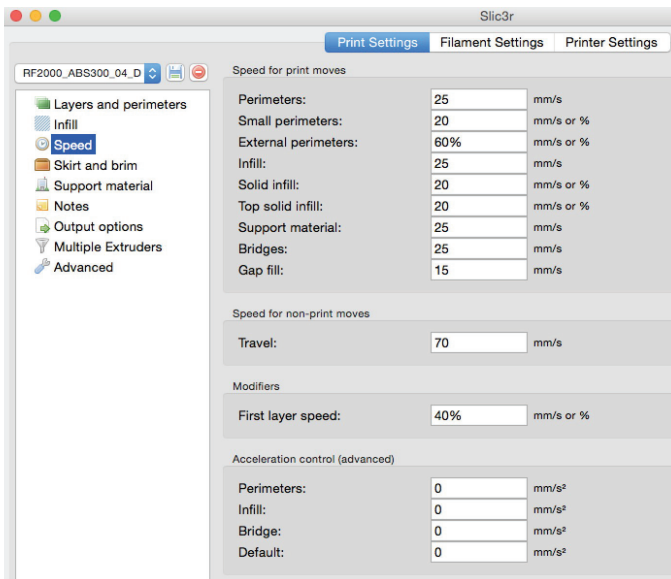 Slic3r
Print Settings Filament Settings Printer Settings
RF2000_ABS300_04_D
Layers and perimeters
Infill
Speed
Skirt and brim
Support material
Notes
Output options
Multiple Extruders
Advanced
Speed for print moves
Perimeters: 25 mm/s
Small perimeters: 20 mm/s or %
External perimeters: 60% mm/s or %
Infill: 25 mm/s
Solid infill: 20 mm/s or %
Top solid infill: 20 mm/s or %
Support material: 25 mm/s
Bridges: 25 mm/s
Gap fill: 15 mm/s
Speed for non-print moves
Travel: 70 mm/s
Modifiers
First layer speed: 40% mm/s or %
Acceleration control (advanced)
Perimeters: 0 mm/s²
Infill: 0 mm/s²
Bridge: 0 mm/s²
Default: 0 mm/s²